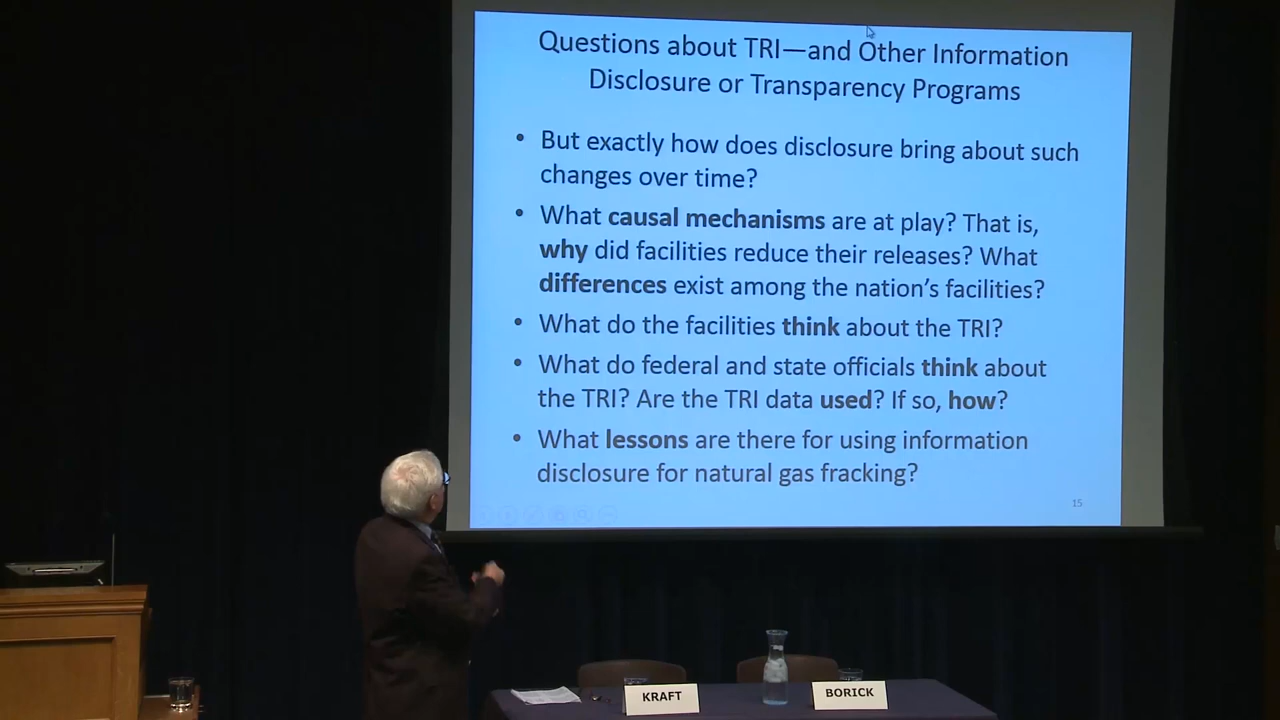 Questions about TRI—and Other Information
Disclosure or Transparency Programs
• But exactly how does disclosure bring about such
changes over time?
• What causal mechanisms are at play? That is,
why did facilities reduce their releases? What
differences exist among the nation's facilities?
• What do the facilities think about the TRI?
• What do federal and state officials think about
the TRI? Are the TRI data used? If so, how?
• What lessons are there for using information
disclosure for natural gas fracking?
15
KRAFT
BORICK